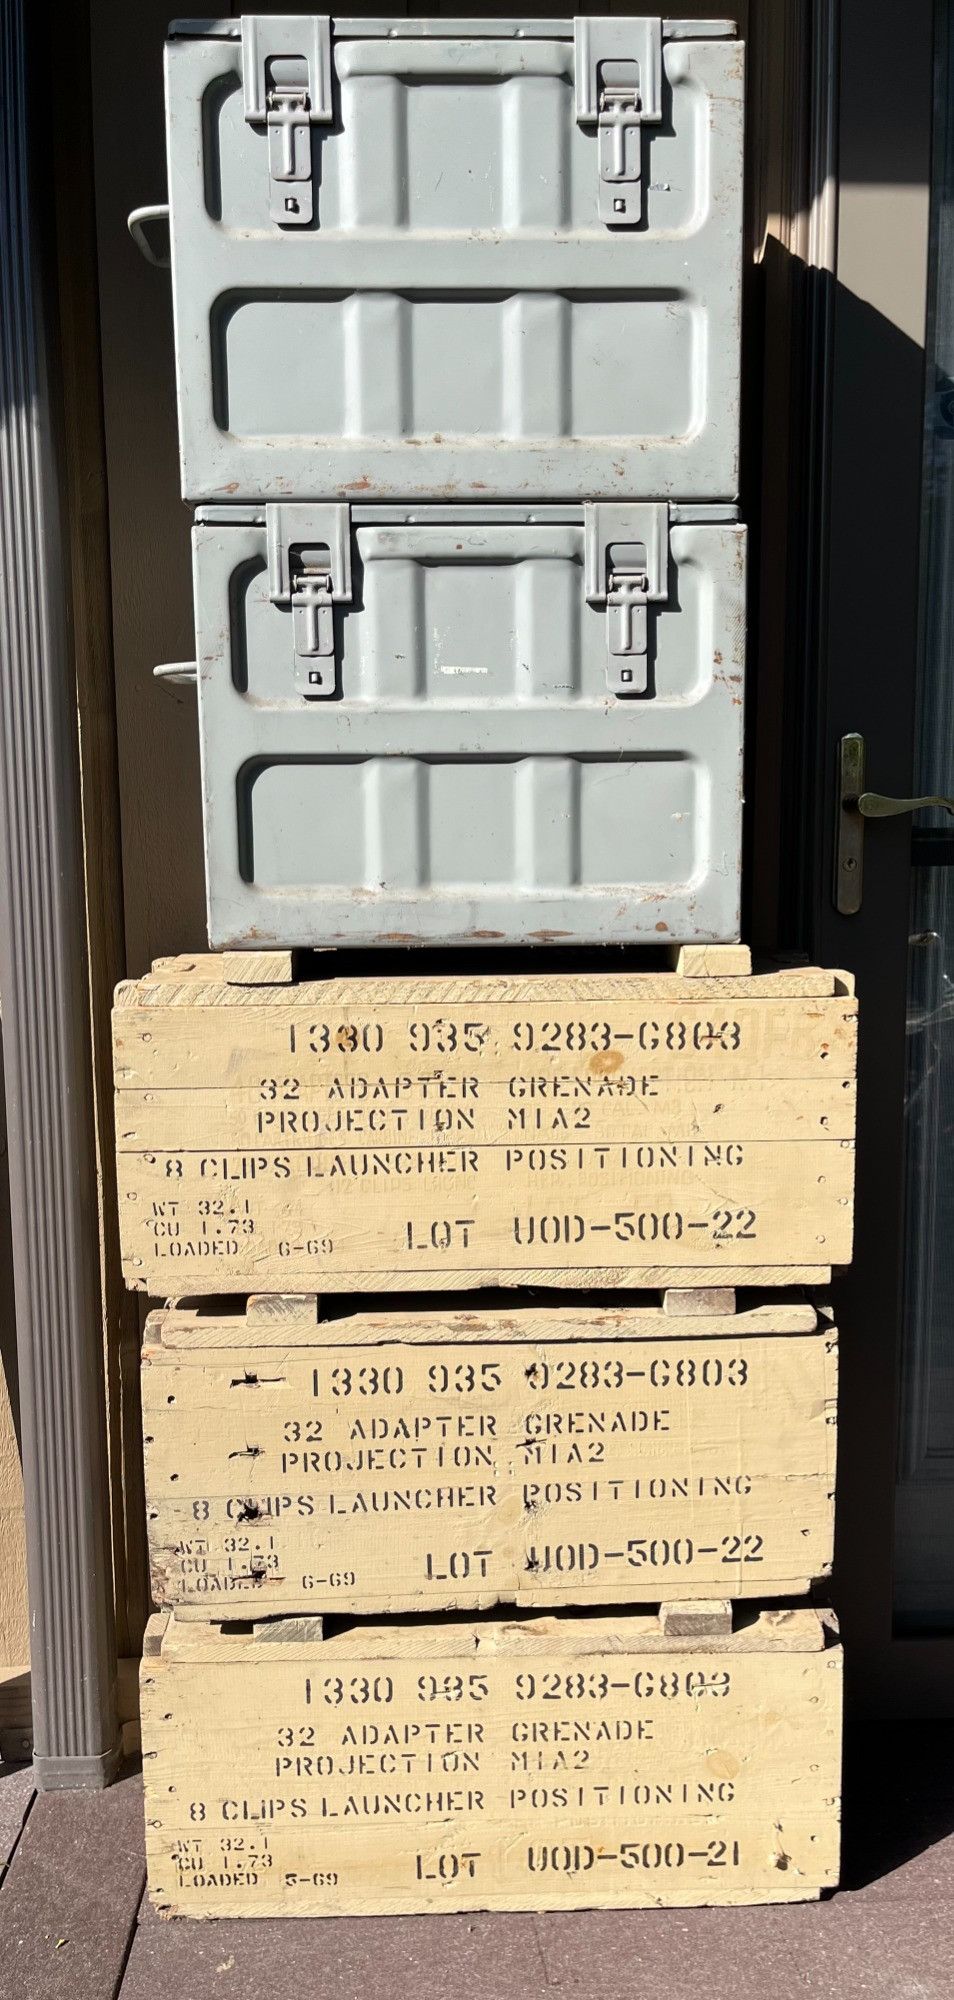 1330 935 9283-G803
32 ADAPTER GRENADE
PROJECTION M1A2
8 CLIPS LAUNCHER POSITIONING
WT 32.1
CU 1.73
LOADED 6-69
LOT UOD-500-22
1330 935 9283-G803
32 ADAPTER GRENADE
PROJECTION M1A2
8 CLIPS LAUNCHER POSITIONING
WT 32.1
CU 1.73
LOADED 6-69
LOT UOD-500-22
1330 935 9283-G803
32 ADAPTER GRENADE
PROJECTION M1A2
8 CLIPS LAUNCHER POSITIONING
WT 32.1
CU 1.73
LOADED 5-69
LOT UOD-500-21